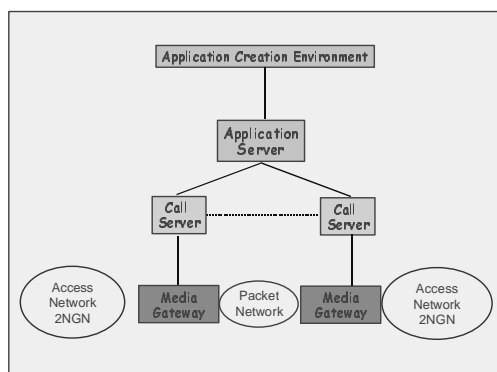 Application Creation Environment
Application
Server
Call
Server
Call
Server
Access
Network
2NGN
Media
Gateway
Packet
Network
Media
Gateway
Access
Network
2NGN